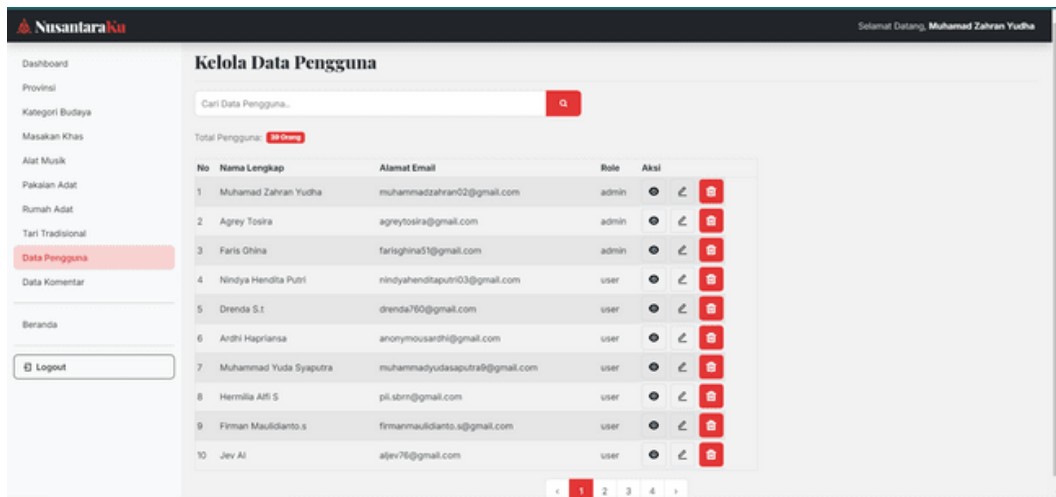 NusantaraKu
Selamat Datang, Muhamad Zahran Yudha
Dashboard
Provinsi
Kategori Budaya
Masakan Khas
Alat Musik
Pakaian Adat
Rumah Adat
Tari Tradisional
Data Pengguna
Data Komentar
Beranda
Logout
Kelola Data Pengguna
Cari Data Pengguna..
Total Pengguna: 39 Orang
No Nama Lengkap Alamat Email Role Aksi
1 Muhamad Zahran Yudha muhammadzahran02@gmail.com admin
2 Agrey Tosira agreytosira@gmail.com admin
3 Faris Ghina farisghina51@gmail.com admin
4 Nindya Hendita Putri nindyahenditaputri03@gmail.com user
5 Drenda S.t drenda760@gmail.com user
6 Ardhi Hapriansa anonymousardhi@gmail.com user
7 Muhammad Yuda Syaputra muhammadyudasaputra9@gmail.com user
8 Hermilia Alfi S pii.sbrn@gmail.com user
9 Firman Maulidianto.s firmanmaulidianto.s@gmail.com user
10 Jev Al aljev76@gmail.com user
‹ 1 2 3 4 ›